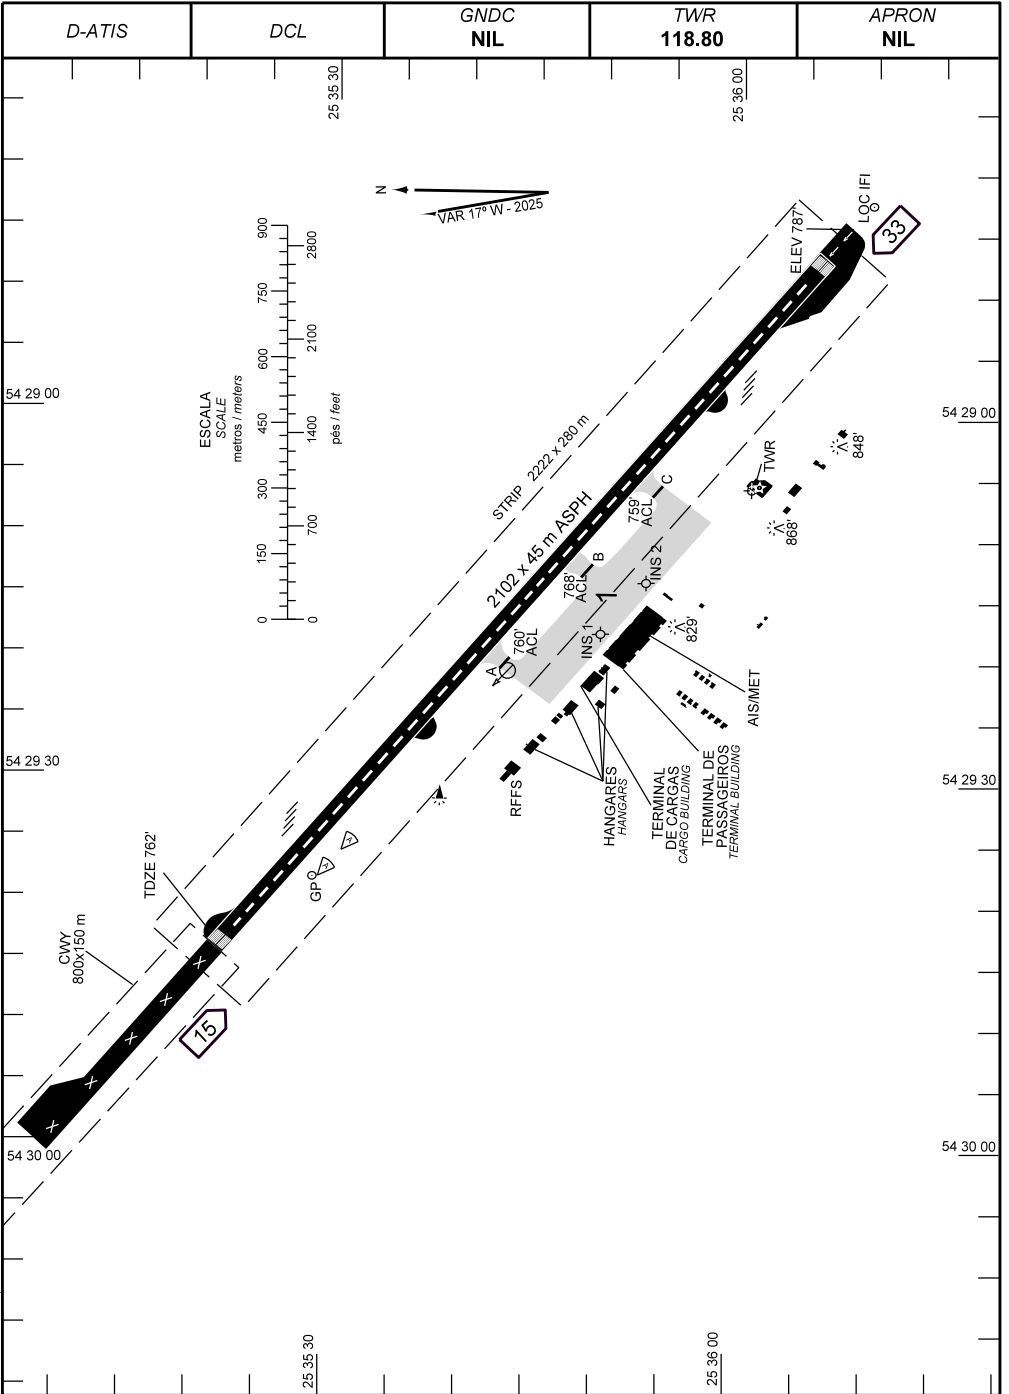 D-ATIS
DCL
GNDC
NIL
TWR
118.80
APRON
NIL
25 35 30
25 36 00
N
VAR 17º W - 2025
ESCALA
SCALE
metros / meters
0
150
300
450
600
750
900
0
700
1400
2100
2800
pés / feet
LOC IFI
33
ELEV 787'
54 29 00
54 29 00
STRIP 2222 x 280 m
2102 x 45 m ASPH
TWR
848'
868'
C
759'
ACL
B
768'
ACL
1
INS 2
INS 1
A
760'
ACL
829'
AIS/MET
TERMINAL DE
PASSAGEIROS
TERMINAL BUILDING
TERMINAL
DE CARGAS
CARGO BUILDING
HANGARES
HANGARS
RFFS
54 29 30
54 29 30
A
A
GP
TDZE 762'
CWY
800x150 m
15
X
X
X
X
X
54 30 00
54 30 00
25 35 30
25 36 00